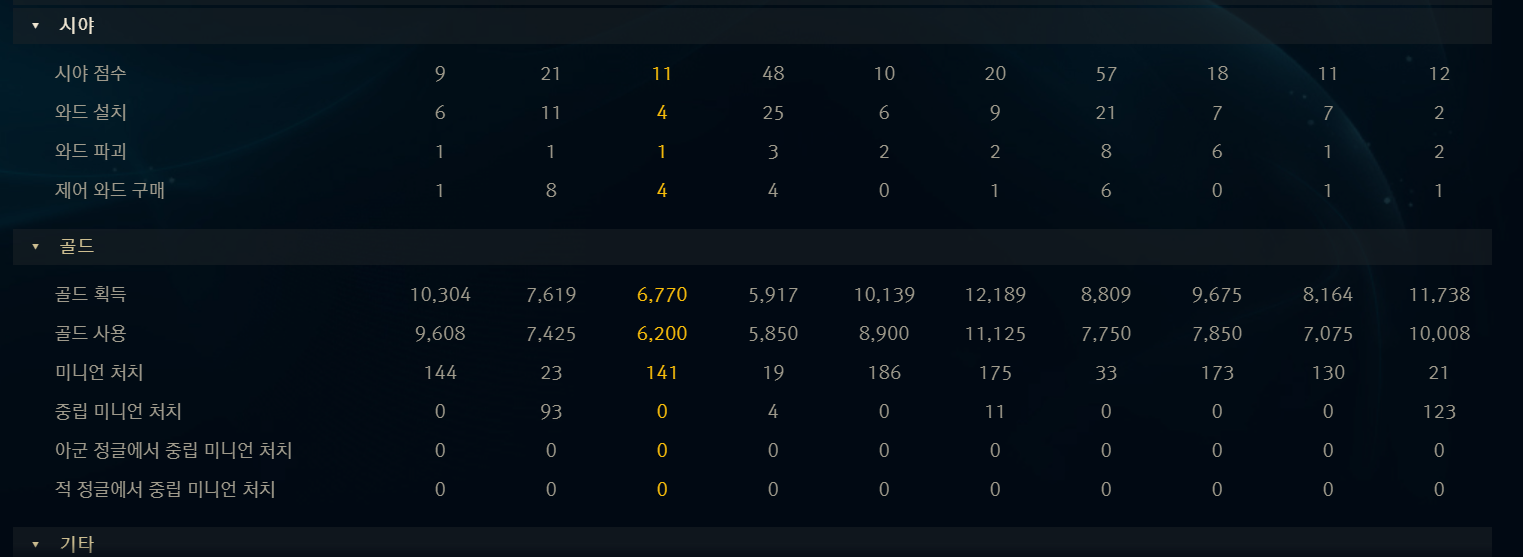 ▾ 시야
시야 점수 9 21 11 48 10 20 57 18 11 12
와드 설치 6 11 4 25 6 9 21 7 7 2
와드 파괴 1 1 1 3 2 2 8 6 1 2
제어 와드 구매 1 8 4 4 0 1 6 0 1 1
▾ 골드
골드 획득 10,304 7,619 6,770 5,917 10,139 12,189 8,809 9,675 8,164 11,738
골드 사용 9,608 7,425 6,200 5,850 8,900 11,125 7,750 7,850 7,075 10,008
미니언 처치 144 23 141 19 186 175 33 173 130 21
중립 미니언 처치 0 93 0 4 0 11 0 0 0 123
아군 정글에서 중립 미니언 처치 0 0 0 0 0 0 0 0 0 0
적 정글에서 중립 미니언 처치 0 0 0 0 0 0 0 0 0 0
▾ 기타